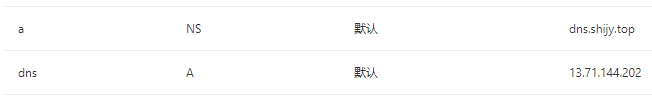 a NS 默认 dns.shijy.top
dns A 默认 13.71.144.202